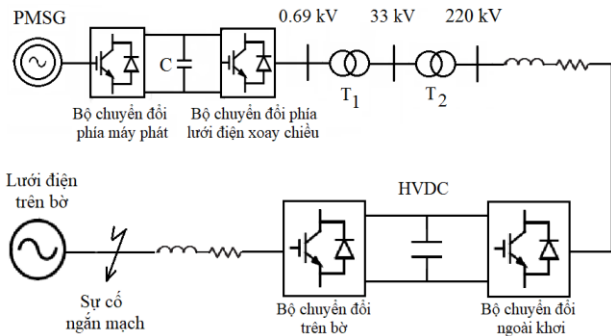 PMSG
0.69 kV
33 kV
220 kV
C
T1
T2
Bộ chuyển đổi
phía máy phát
Bộ chuyển đổi phía
lưới điện xoay chiều
Lưới điện
trên bờ
HVDC
Sự cố
ngắn mạch
Bộ chuyển đổi
trên bờ
Bộ chuyển đổi
ngoài khơi